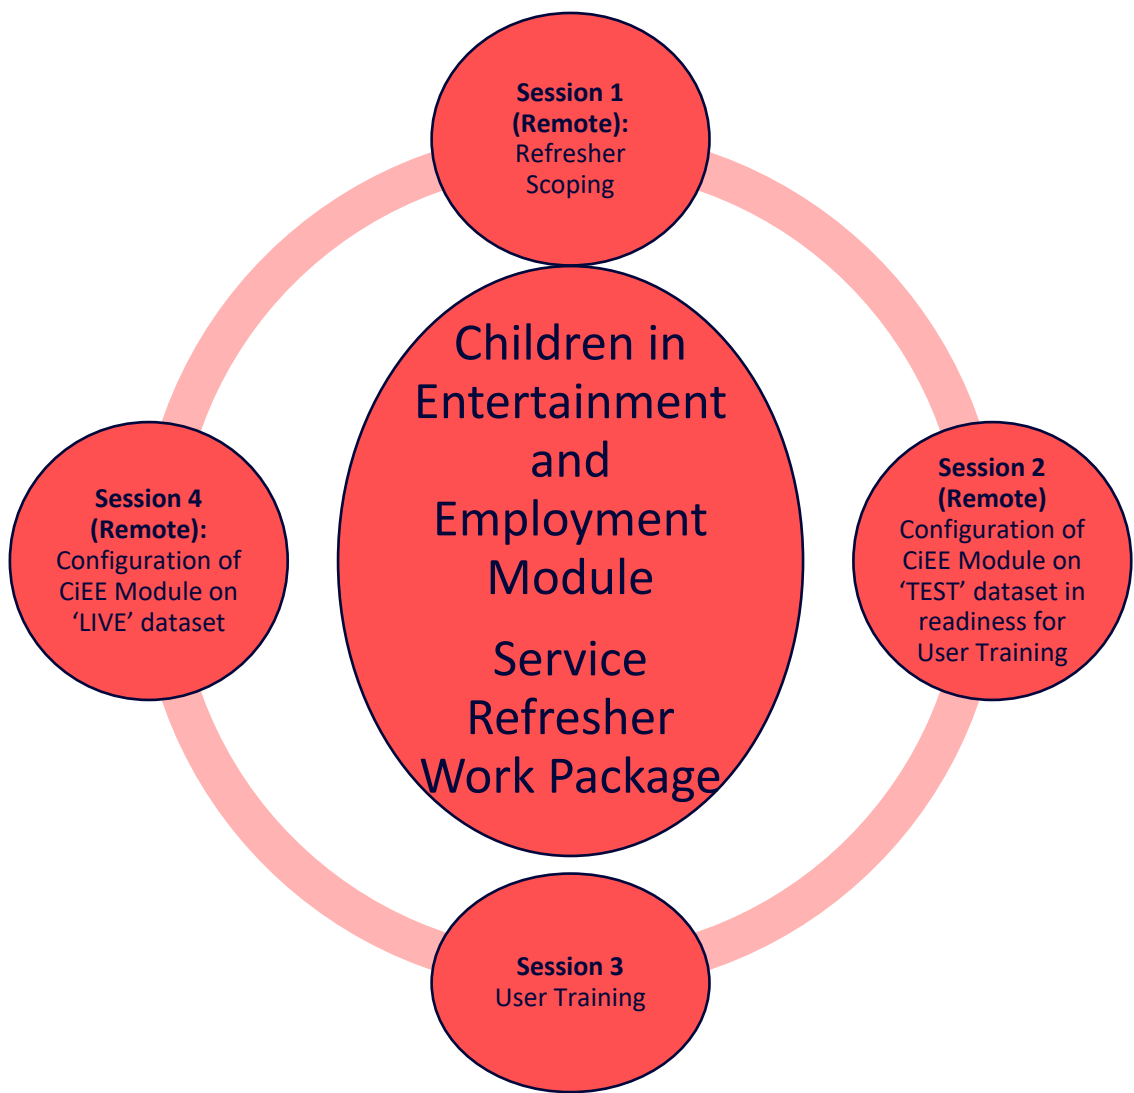 Session 1
(Remote):
Refresher
Scoping
Children in
Entertainment
and
Employment
Module
Service
Refresher
Work Package
Session 2
(Remote)
Configuration of
CiEE Module on
‘TEST’ dataset in
readiness for
User Training
Session 3
User Training
Session 4
(Remote):
Configuration of
CiEE Module on
‘LIVE’ dataset